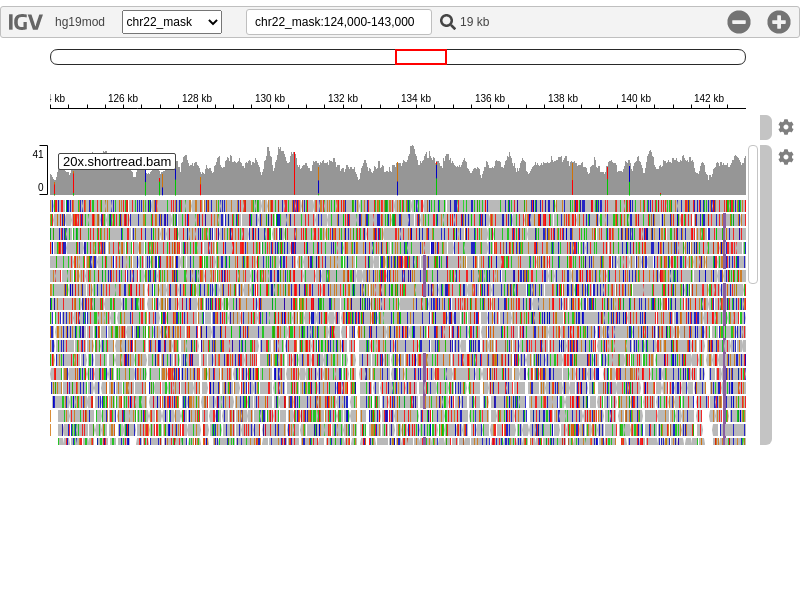 IGV hg19mod chr22_mask chr22_mask:124,000-143,000 19 kb
kb 126 kb 128 kb 130 kb 132 kb 134 kb 136 kb 138 kb 140 kb 142 kb
41
20x.shortread.bam
0